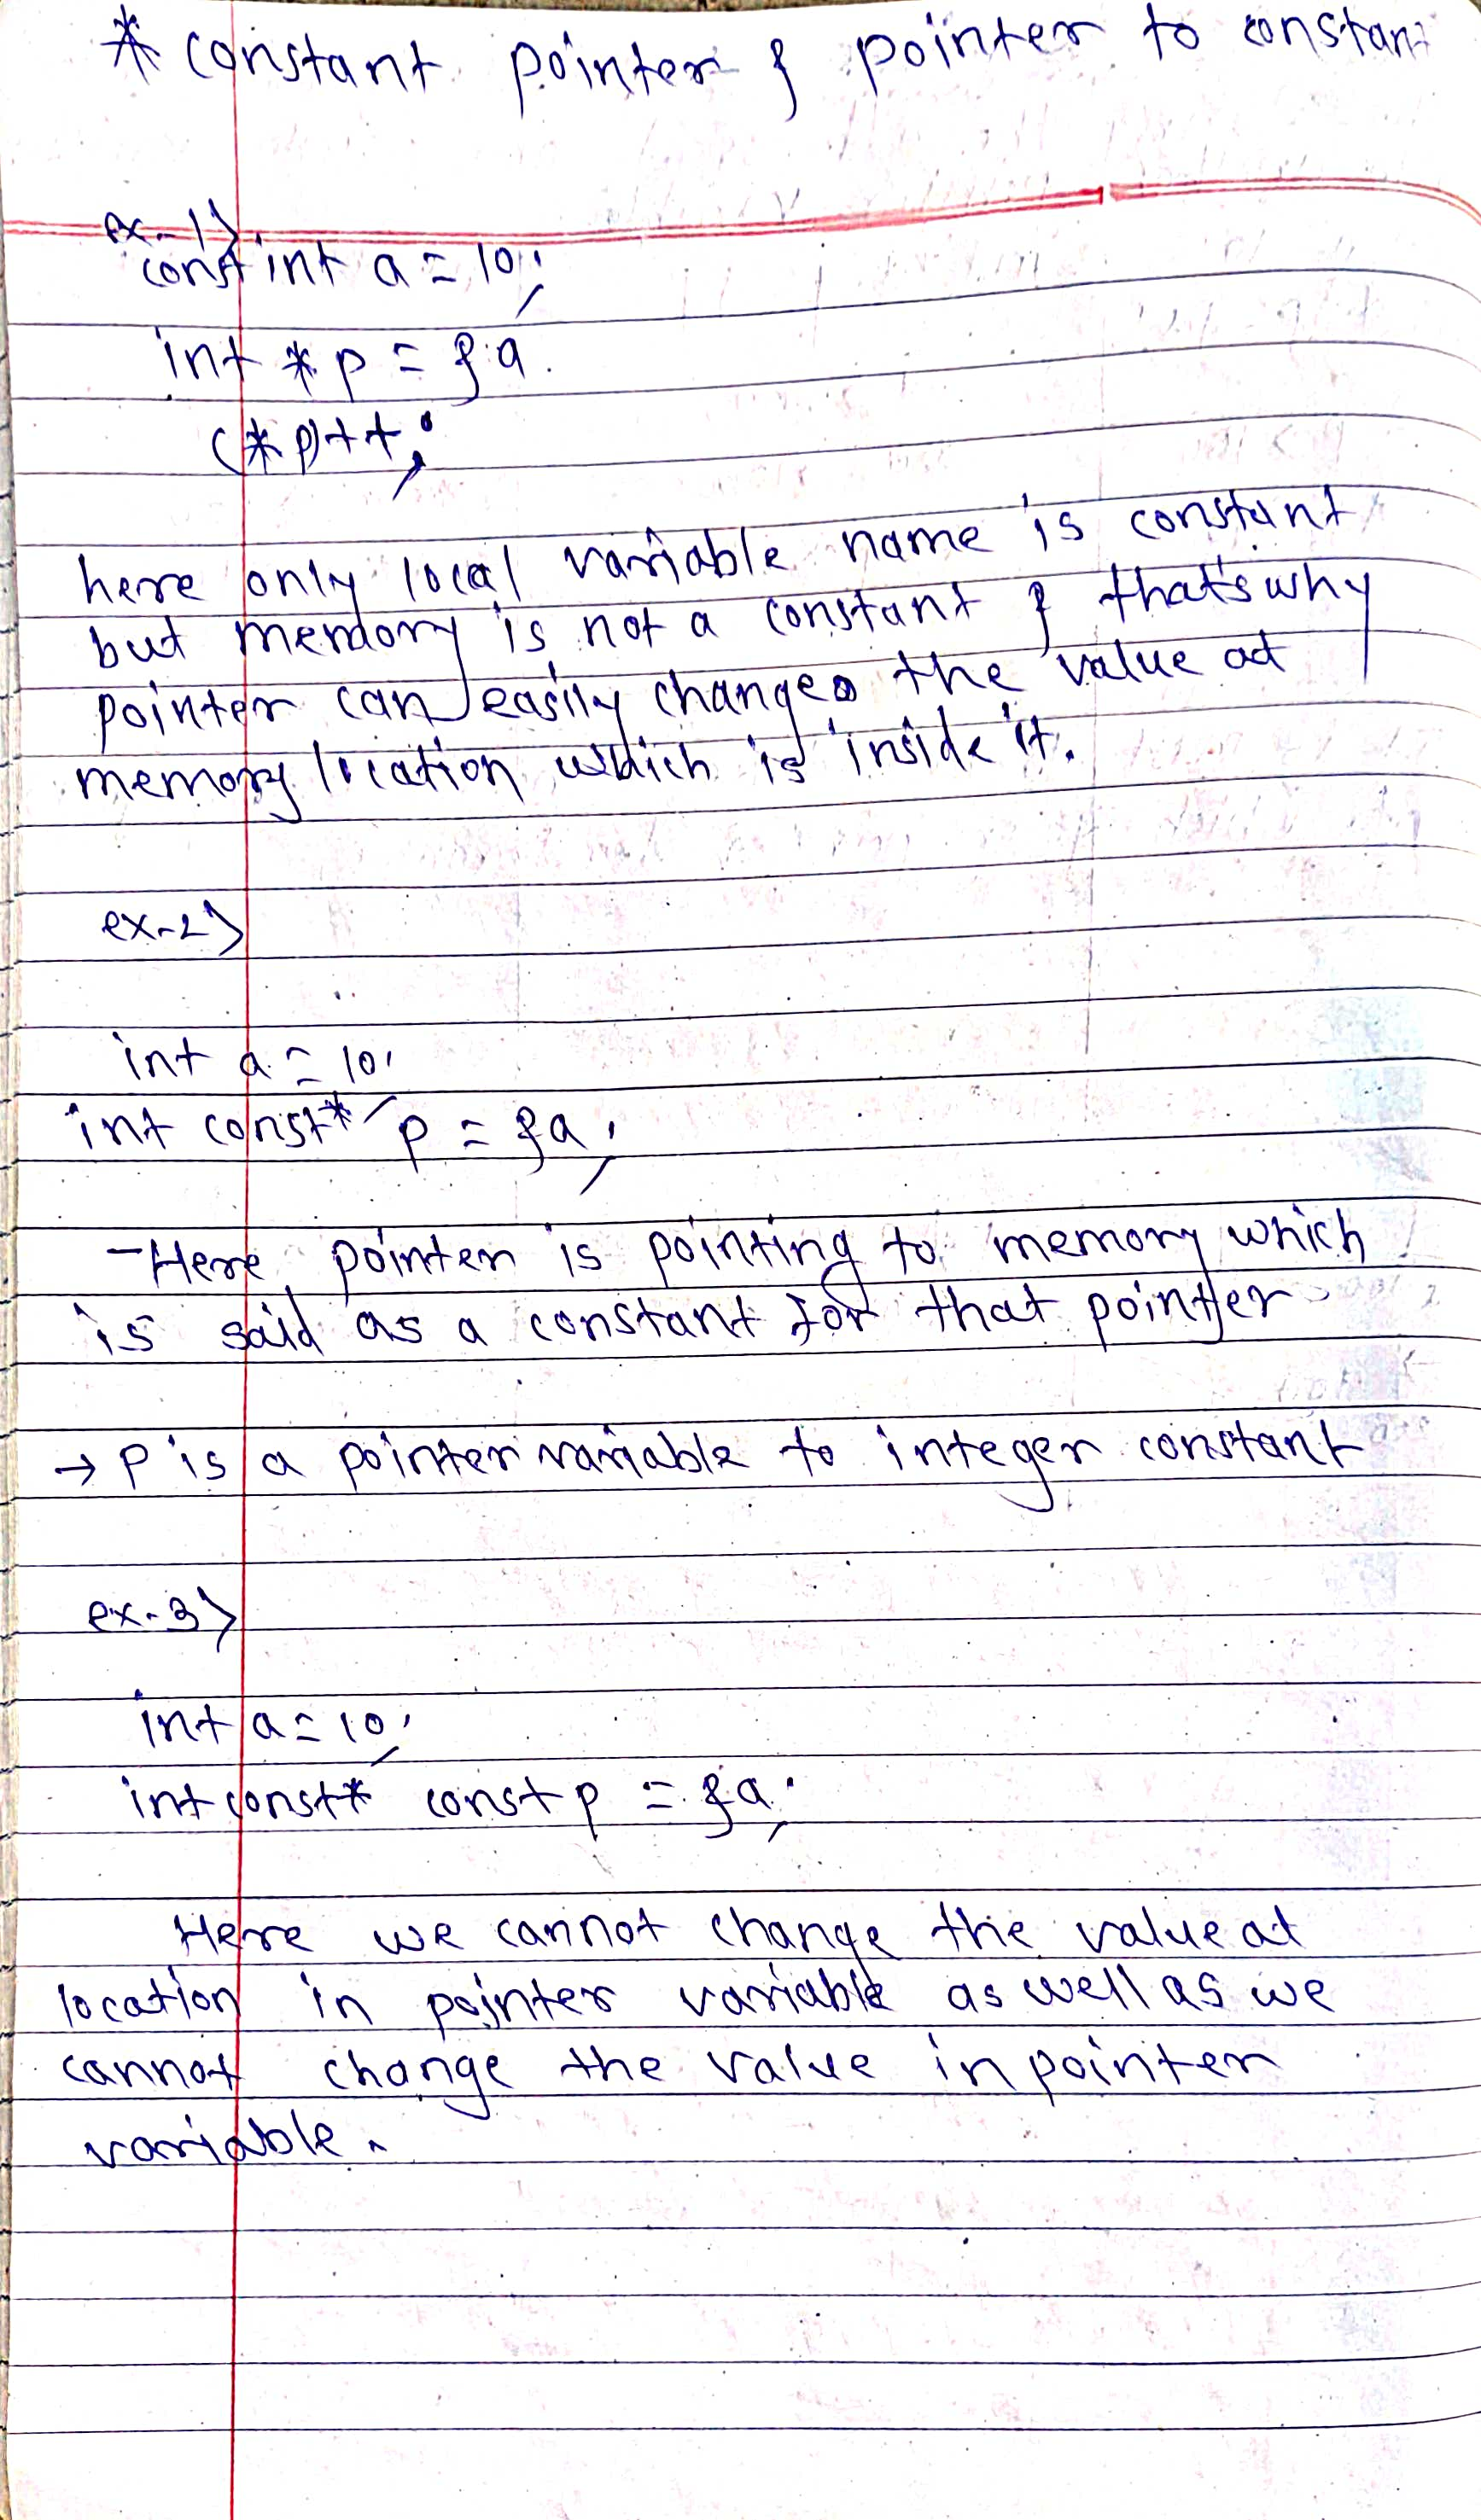 * constant pointer & pointer to constant
ex-1>
const int a = 10;
int *p = &a.
(*p)++;
here only local variable name is constant
but memory is not a constant & that's why
pointer can easily change the value at
memory location which is inside it.
ex-2>
int a = 10;
int const* p = &a;
- Here pointer is pointing to memory which
is said as a constant for that pointer
→ p is a pointer variable to integer constant
ex-3>
int a = 10;
int const* const p = &a;
Here we cannot change the value at
location in pointer variable as well as we
cannot change the value in pointer
variable.